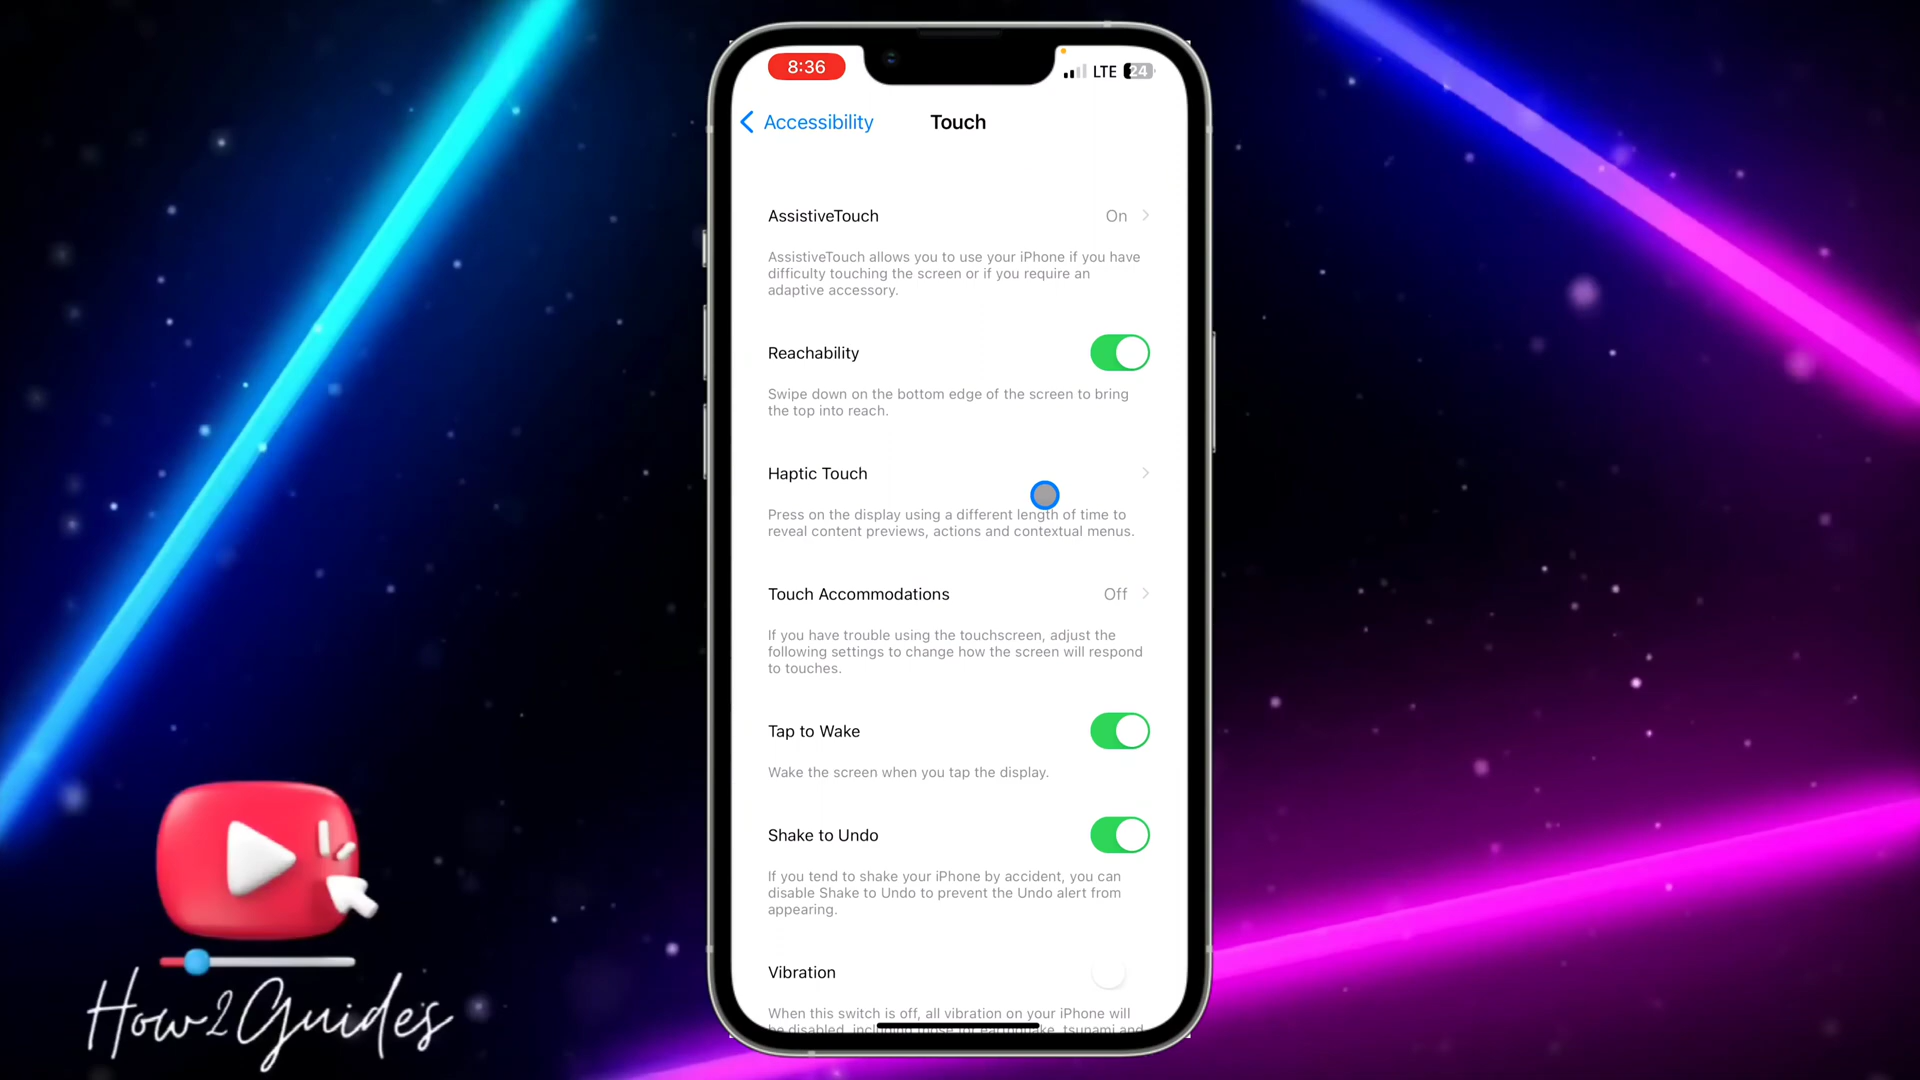 8:36
LTE 24
Accessibility
Touch
AssistiveTouch
On
AssistiveTouch allows you to use your iPhone if you have
difficulty touching the screen or if you require an
adaptive accessory.
Reachability
Swipe down on the bottom edge of the screen to bring
the top into reach.
Haptic Touch
Press on the display using a different length of time to
reveal content previews, actions and contextual menus.
Touch Accommodations
Off
If you have trouble using the touchscreen, adjust the
following settings to change how the screen will respond
to touches.
Tap to Wake
Wake the screen when you tap the display.
Shake to Undo
If you tend to shake your iPhone by accident, you can
disable Shake to Undo to prevent the Undo alert from
appearing.
Vibration
When this switch is off, all vibration on your iPhone will
be disabled, including tsunami and
How2Guides